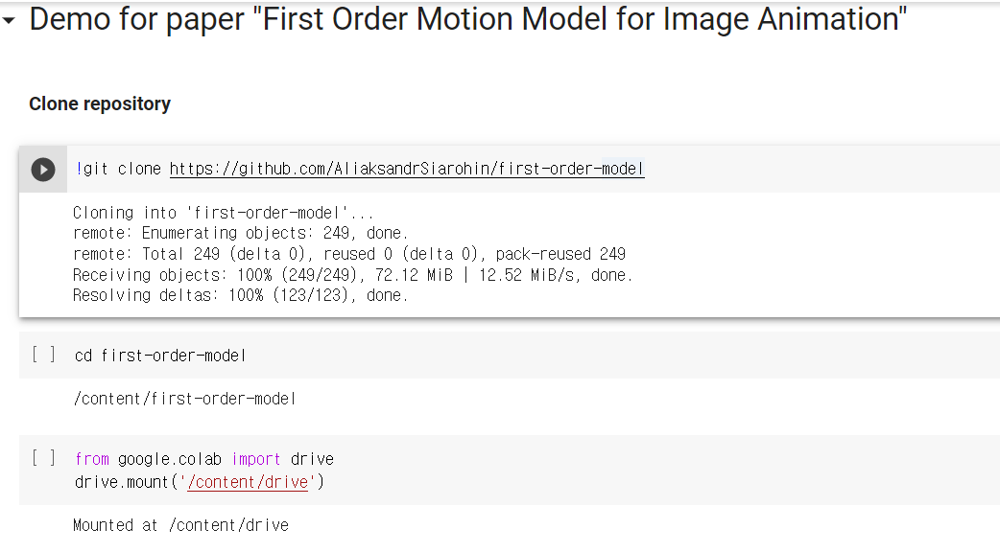 Demo for paper "First Order Motion Model for Image Animation"
Clone repository
!git clone https://github.com/AliaksandrSiarohin/first-order-model
Cloning into 'first-order-model'...
remote: Enumerating objects: 249, done.
remote: Total 249 (delta 0), reused 0 (delta 0), pack-reused 249
Receiving objects: 100% (249/249), 72.12 MiB | 12.52 MiB/s, done.
Resolving deltas: 100% (123/123), done.
[ ] cd first-order-model
/content/first-order-model
[ ] from google.colab import drive
drive.mount('/content/drive')
Mounted at /content/drive